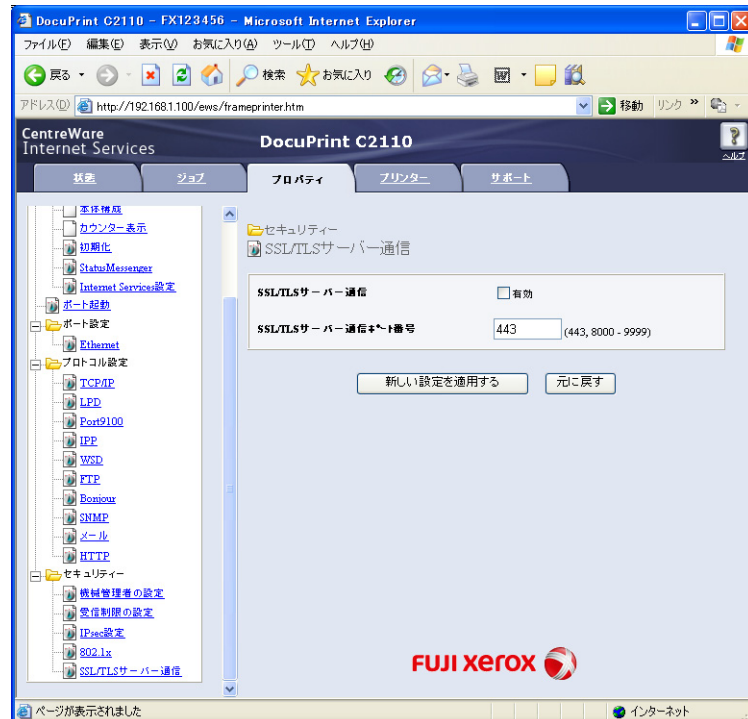 DocuPrint C2110 - FX123456 - Microsoft Internet Explorer
ファイル(F) 編集(E) 表示(V) お気に入り(A) ツール(T) ヘルプ(H)
戻る 検索 お気に入り
アドレス(D) http://192.168.1.100/ews/frameprinter.htm 移動 リンク »
CentreWare
Internet Services
DocuPrint C2110
ヘルプ
状態 ジョブ プロパティ プリンター サポート
本体構成
カウンター表示
初期化
StatusMessenger
Internet Services設定
ポート起動
ポート設定
Ethernet
プロトコル設定
TCP/IP
LPD
Port9100
IPP
WSD
FTP
Bonjour
SNMP
メール
HTTP
セキュリティー
機械管理者の設定
受信制限の設定
IPsec設定
802.1x
SSL/TLSサーバー通信
セキュリティー
SSL/TLSサーバー通信
SSL/TLSサーバー通信 有効
SSL/TLSサーバー通信ﾎﾟｰﾄ番号 443 (443, 8000 - 9999)
新しい設定を適用する 元に戻す
FUJI XEROX
ページが表示されました インターネット